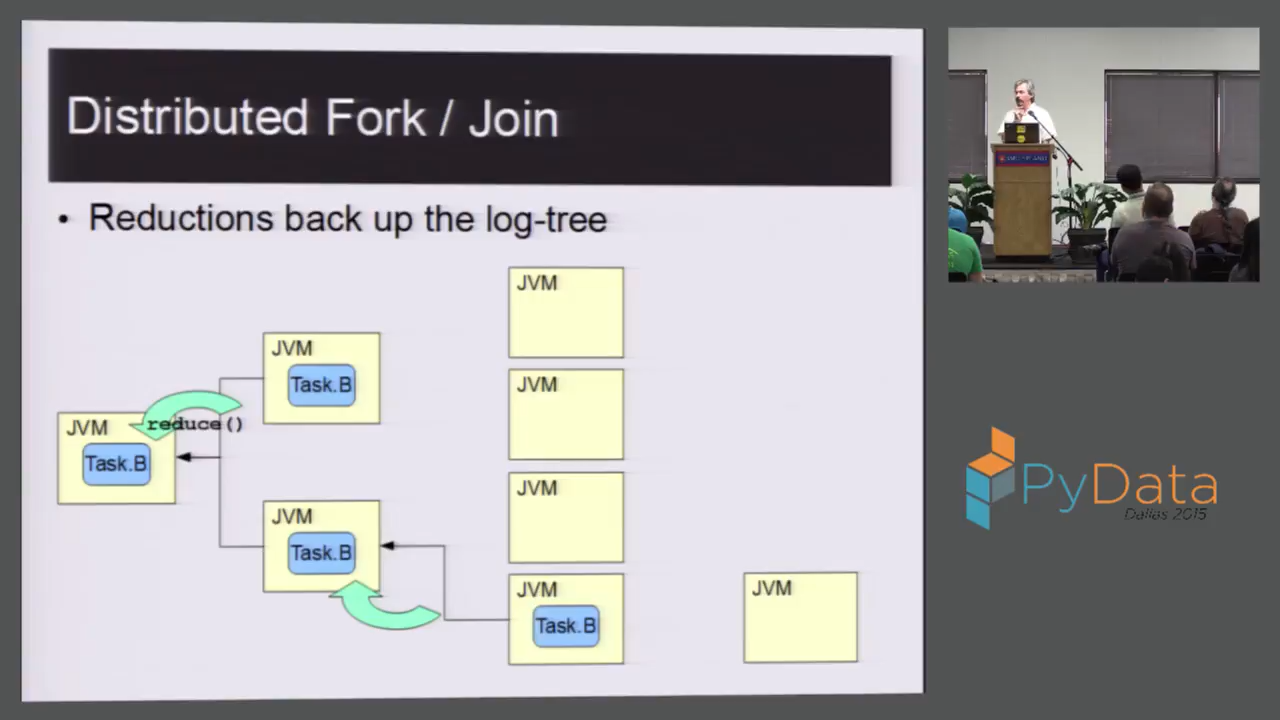 Distributed Fork / Join
• Reductions back up the log-tree
JVM
JVM
Task.B
JVM
reduce()
JVM
Task.B
JVM
JVM
Task.B
JVM
Task.B
JVM
PyData
Dallas 2015